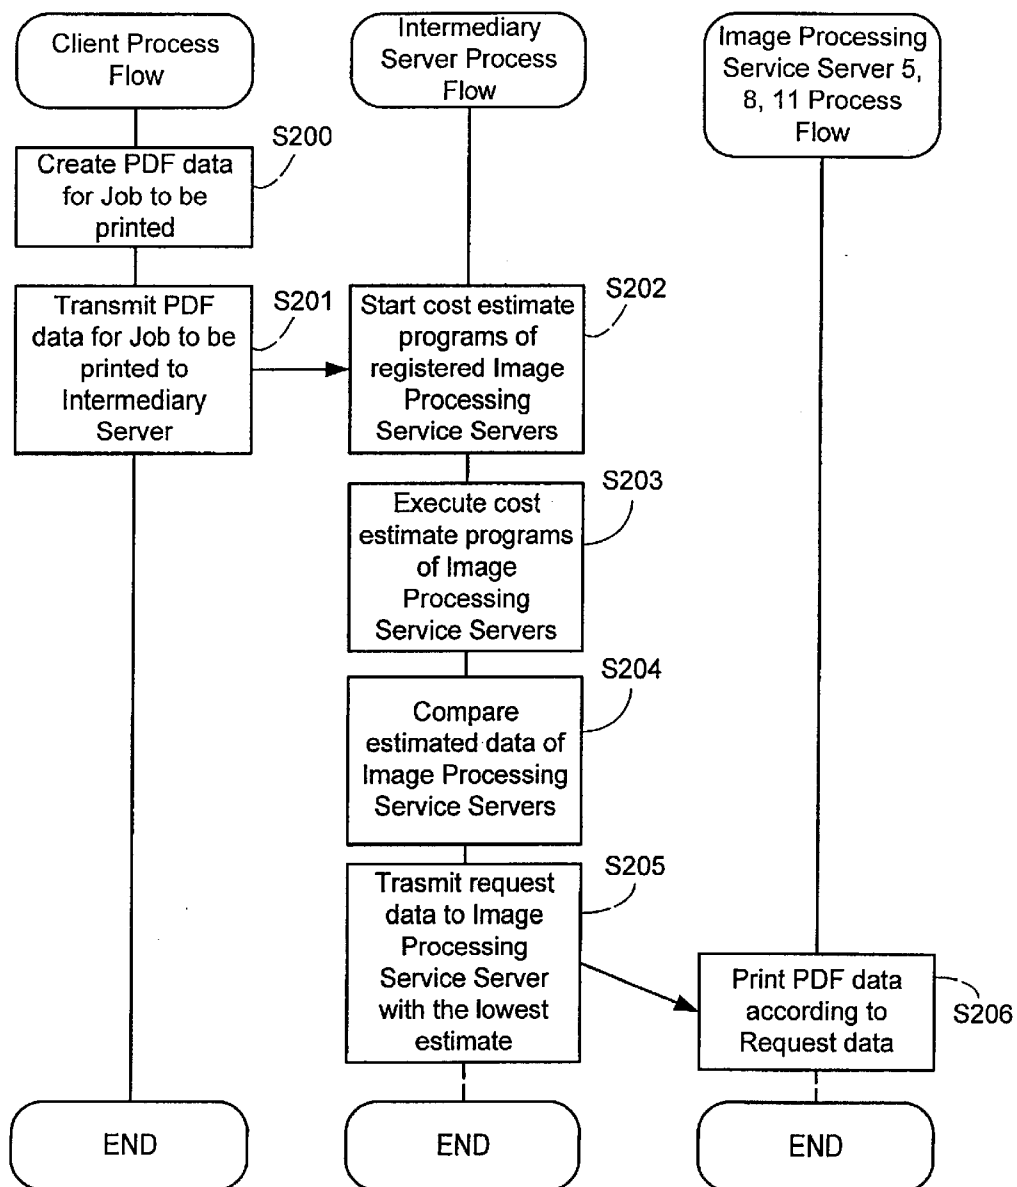 Client Process
Flow
Intermediary
Server Process
Flow
Image Processing
Service Server 5,
8, 11 Process
Flow
S200
Create PDF data
for Job to be
printed
S201
Transmit PDF
data for Job to be
printed to
Intermediary
Server
S202
Start cost estimate
programs of
registered Image
Processing
Service Servers
S203
Execute cost
estimate programs
of Image
Processing
Service Servers
S204
Compare
estimated data of
Image Processing
Service Servers
S205
Trasmit request
data to Image
Processing
Service Server
with the lowest
estimate
Print PDF data
according to
Request data
S206
END
END
END